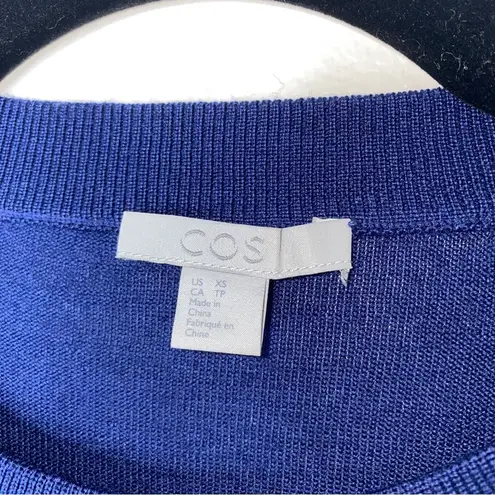 COS
US XS
CA TP
Made in
China
Fabriqué en
Chine